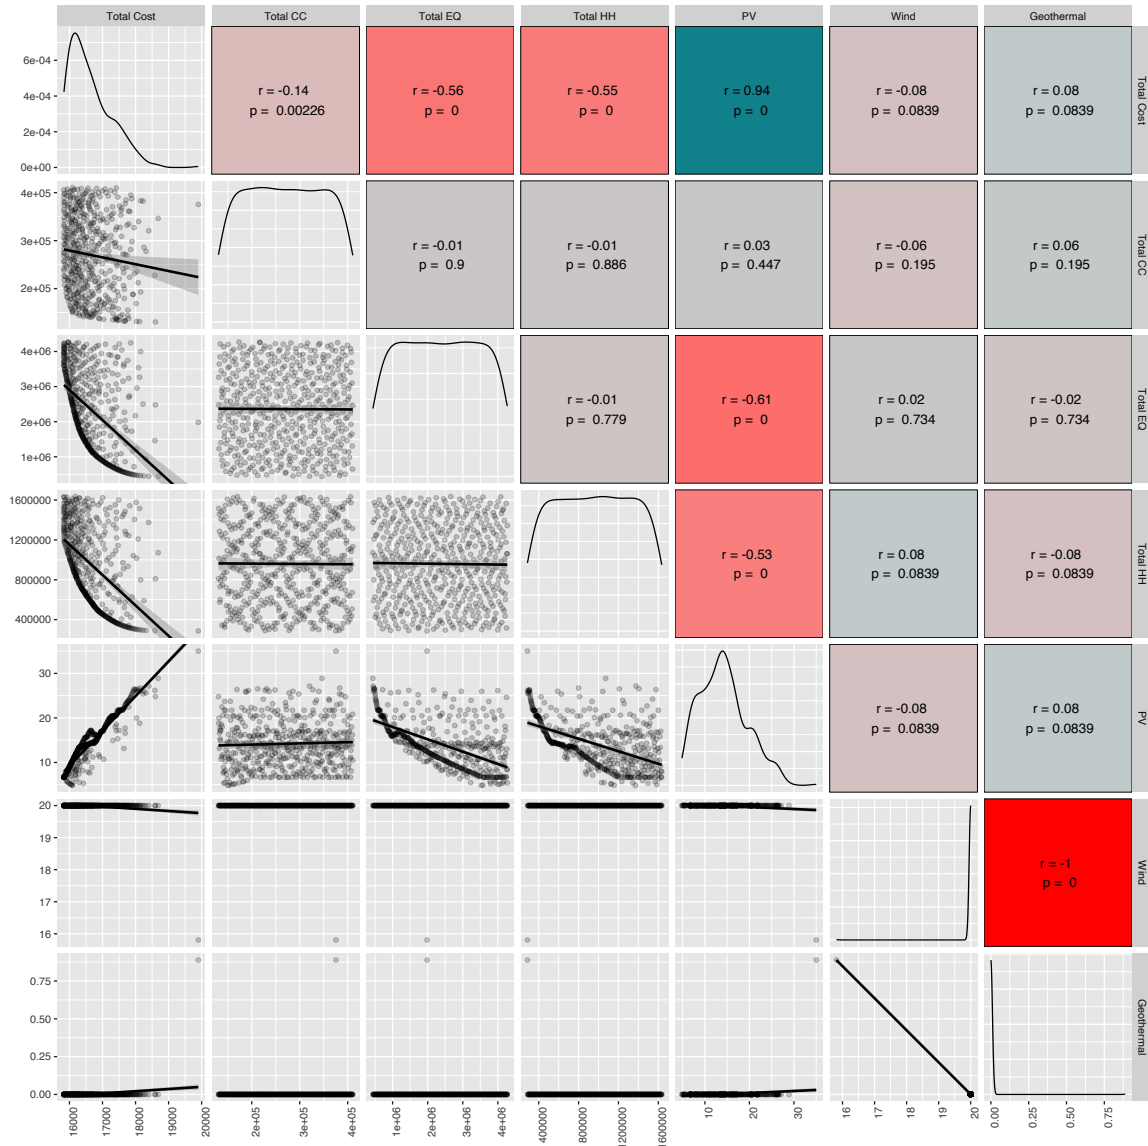 Total Cost Total CC Total EQ Total HH PV Wind Geothermal
6e-04
4e-04
2e-04
0e+00
r = -0.14
p = 0.00226
r = -0.56
p = 0
r = -0.55
p = 0
r = 0.94
p = 0
r = -0.08
p = 0.0839
r = 0.08
p = 0.0839
Total Cost
4e+05
3e+05
2e+05
r = -0.01
p = 0.9
r = -0.01
p = 0.886
r = 0.03
p = 0.447
r = -0.06
p = 0.195
r = 0.06
p = 0.195
Total CC
4e+06
3e+06
2e+06
1e+06
r = -0.01
p = 0.779
r = -0.61
p = 0
r = 0.02
p = 0.734
r = -0.02
p = 0.734
Total EQ
1600000
1200000
800000
400000
r = -0.53
p = 0
r = 0.08
p = 0.0839
r = -0.08
p = 0.0839
Total HH
30
20
10
r = -0.08
p = 0.0839
r = 0.08
p = 0.0839
PV
20
19
18
17
16
r = -1
p = 0
Wind
0.75
0.50
0.25
0.00
Geothermal
16000 17000 18000 19000 20000
2e+05 3e+05 4e+05
1e+06 2e+06 3e+06 4e+06
400000 800000 1200000 1600000
10 20 30
16 17 18 19 20
0.00 0.25 0.50 0.75